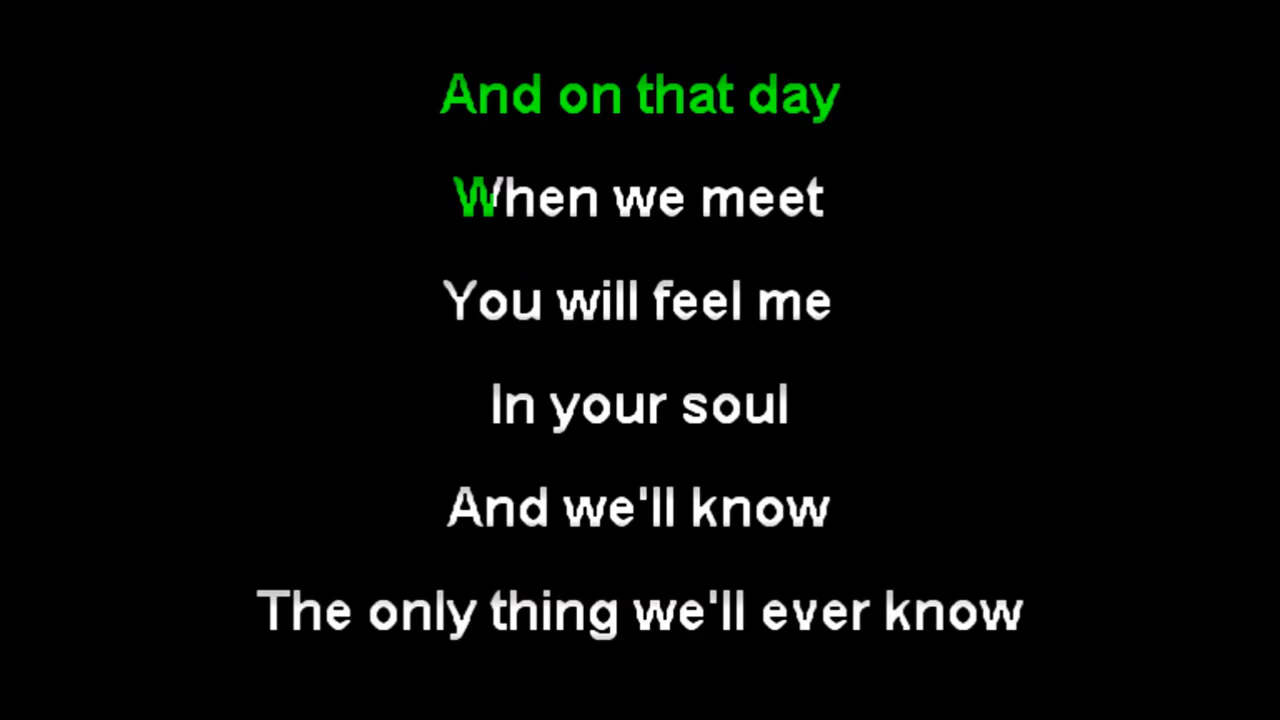 And on that day
When we meet
You will feel me
In your soul
And we'll know
The only thing we'll ever know